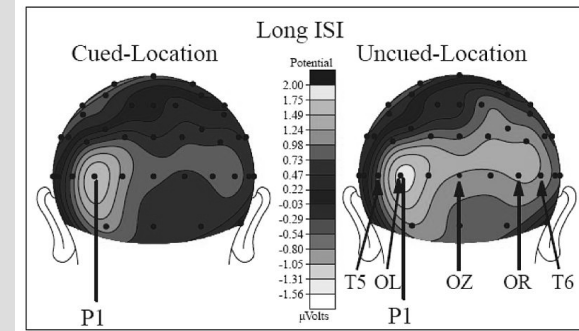 Long ISI
Cued-Location
Uncued-Location
Potential
2.00
1.75
1.49
1.24
0.98
0.73
0.47
0.22
-0.03
-0.29
-0.54
-0.80
-1.05
-1.31
-1.56
µVolts
P1
T5 OL OZ OR T6
P1